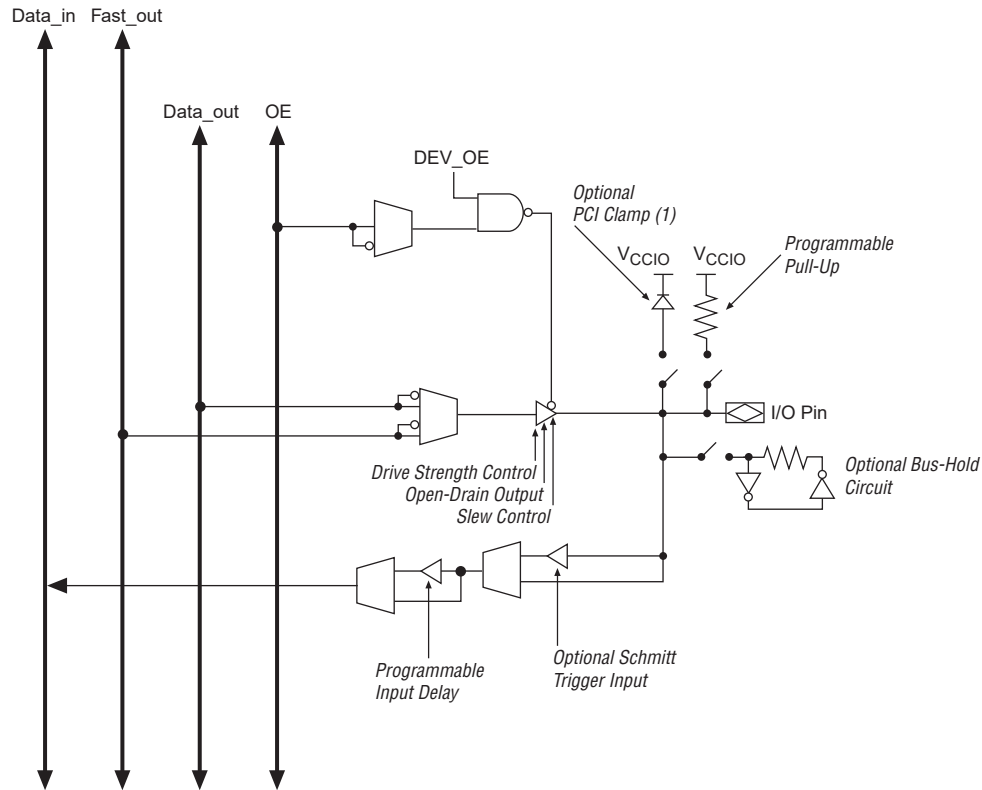 Data_in
Fast_out
Data_out
OE
DEV_OE
Optional
PCI Clamp (1)
VCCIO
VCCIO
Programmable
Pull-Up
I/O Pin
Drive Strength Control
Open-Drain Output
Slew Control
Optional Bus-Hold
Circuit
Programmable
Input Delay
Optional Schmitt
Trigger Input